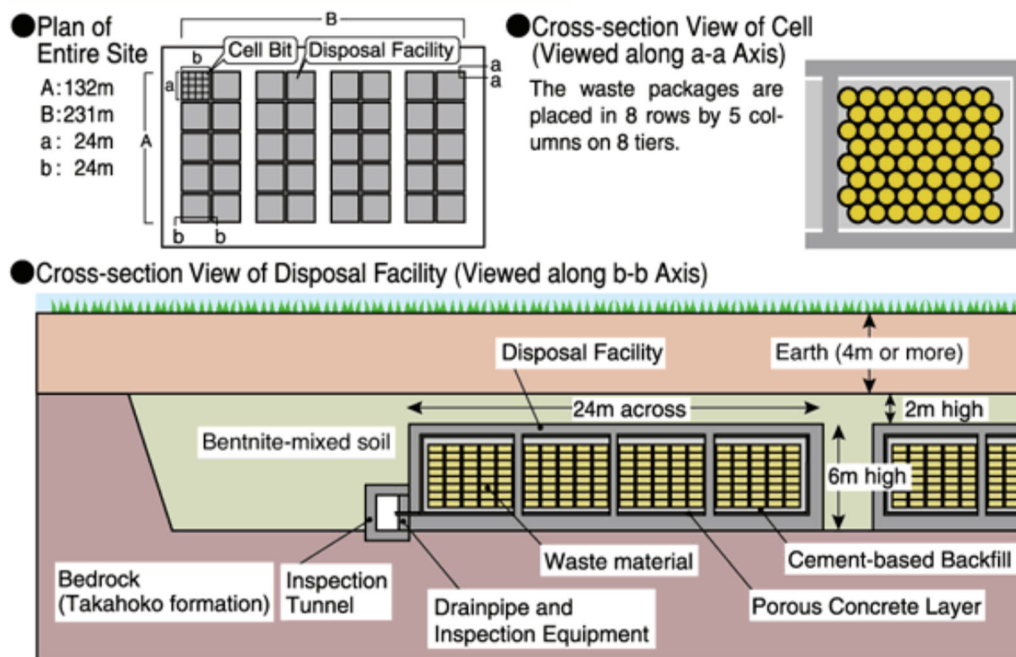 ●Plan of
Entire Site
A:132m
B:231m
a: 24m
b: 24m
B
b
Cell Bit
Disposal Facility
a
a
a
A
b
b
●Cross-section View of Cell
(Viewed along a-a Axis)
The waste packages are
placed in 8 rows by 5 col-
umns on 8 tiers.
●Cross-section View of Disposal Facility (Viewed along b-b Axis)
Disposal Facility
Earth (4m or more)
24m across
2m high
Bentnite-mixed soil
6m high
Waste material
Cement-based Backfill
Bedrock
(Takahoko formation)
Inspection
Tunnel
Drainpipe and
Inspection Equipment
Porous Concrete Layer